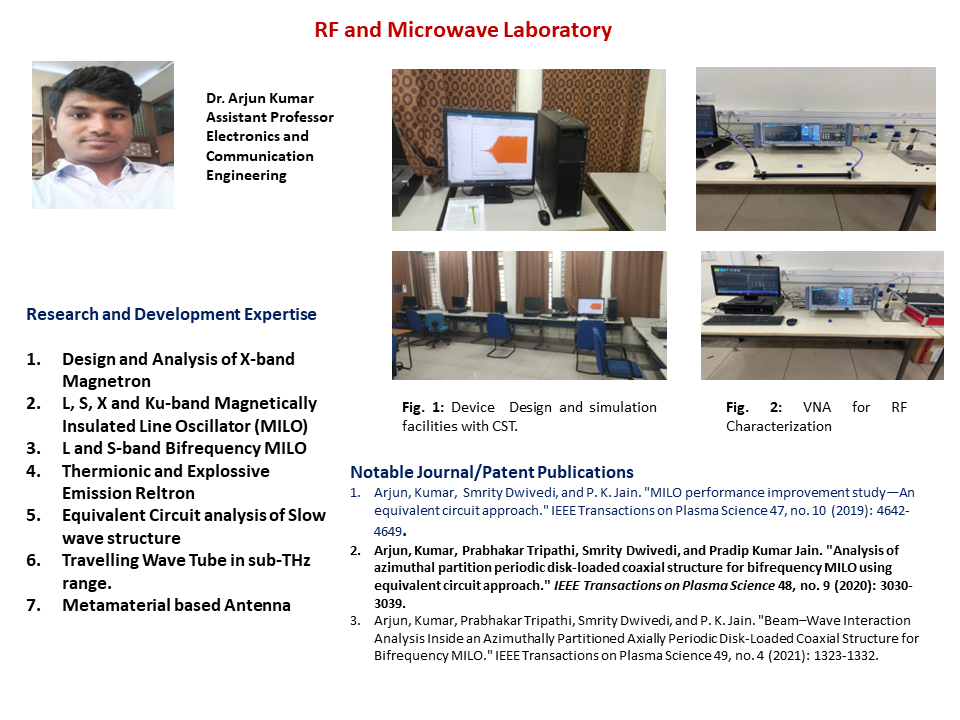 RF and Microwave Laboratory
Dr. Arjun Kumar
Assistant Professor
Electronics and
Communication
Engineering
Research and Development Expertise
1. Design and Analysis of X-band
Magnetron
2. L, S, X and Ku-band Magnetically
Insulated Line Oscillator (MILO)
3. L and S-band Bifrequency MILO
4. Thermionic and Explossive
Emission Reltron
5. Equivalent Circuit analysis of Slow
wave structure
6. Travelling Wave Tube in sub-THz
range.
7. Metamaterial based Antenna
Fig. 1: Device Design and simulation
facilities with CST.
Fig. 2: VNA for RF
Characterization
Notable Journal/Patent Publications
1. Arjun, Kumar, Smrity Dwivedi, and P. K. Jain. "MILO performance improvement study—An
equivalent circuit approach." IEEE Transactions on Plasma Science 47, no. 10 (2019): 4642-
4649.
2. Arjun, Kumar, Prabhakar Tripathi, Smrity Dwivedi, and Pradip Kumar Jain. "Analysis of
azimuthal partition periodic disk-loaded coaxial structure for bifrequency MILO using
equivalent circuit approach." IEEE Transactions on Plasma Science 48, no. 9 (2020): 3030-
3039.
3. Arjun, Kumar, Prabhakar Tripathi, Smrity Dwivedi, and P. K. Jain. "Beam–Wave Interaction
Analysis Inside an Azimuthally Partitioned Axially Periodic Disk-Loaded Coaxial Structure for
Bifrequency MILO." IEEE Transactions on Plasma Science 49, no. 4 (2021): 1323-1332.